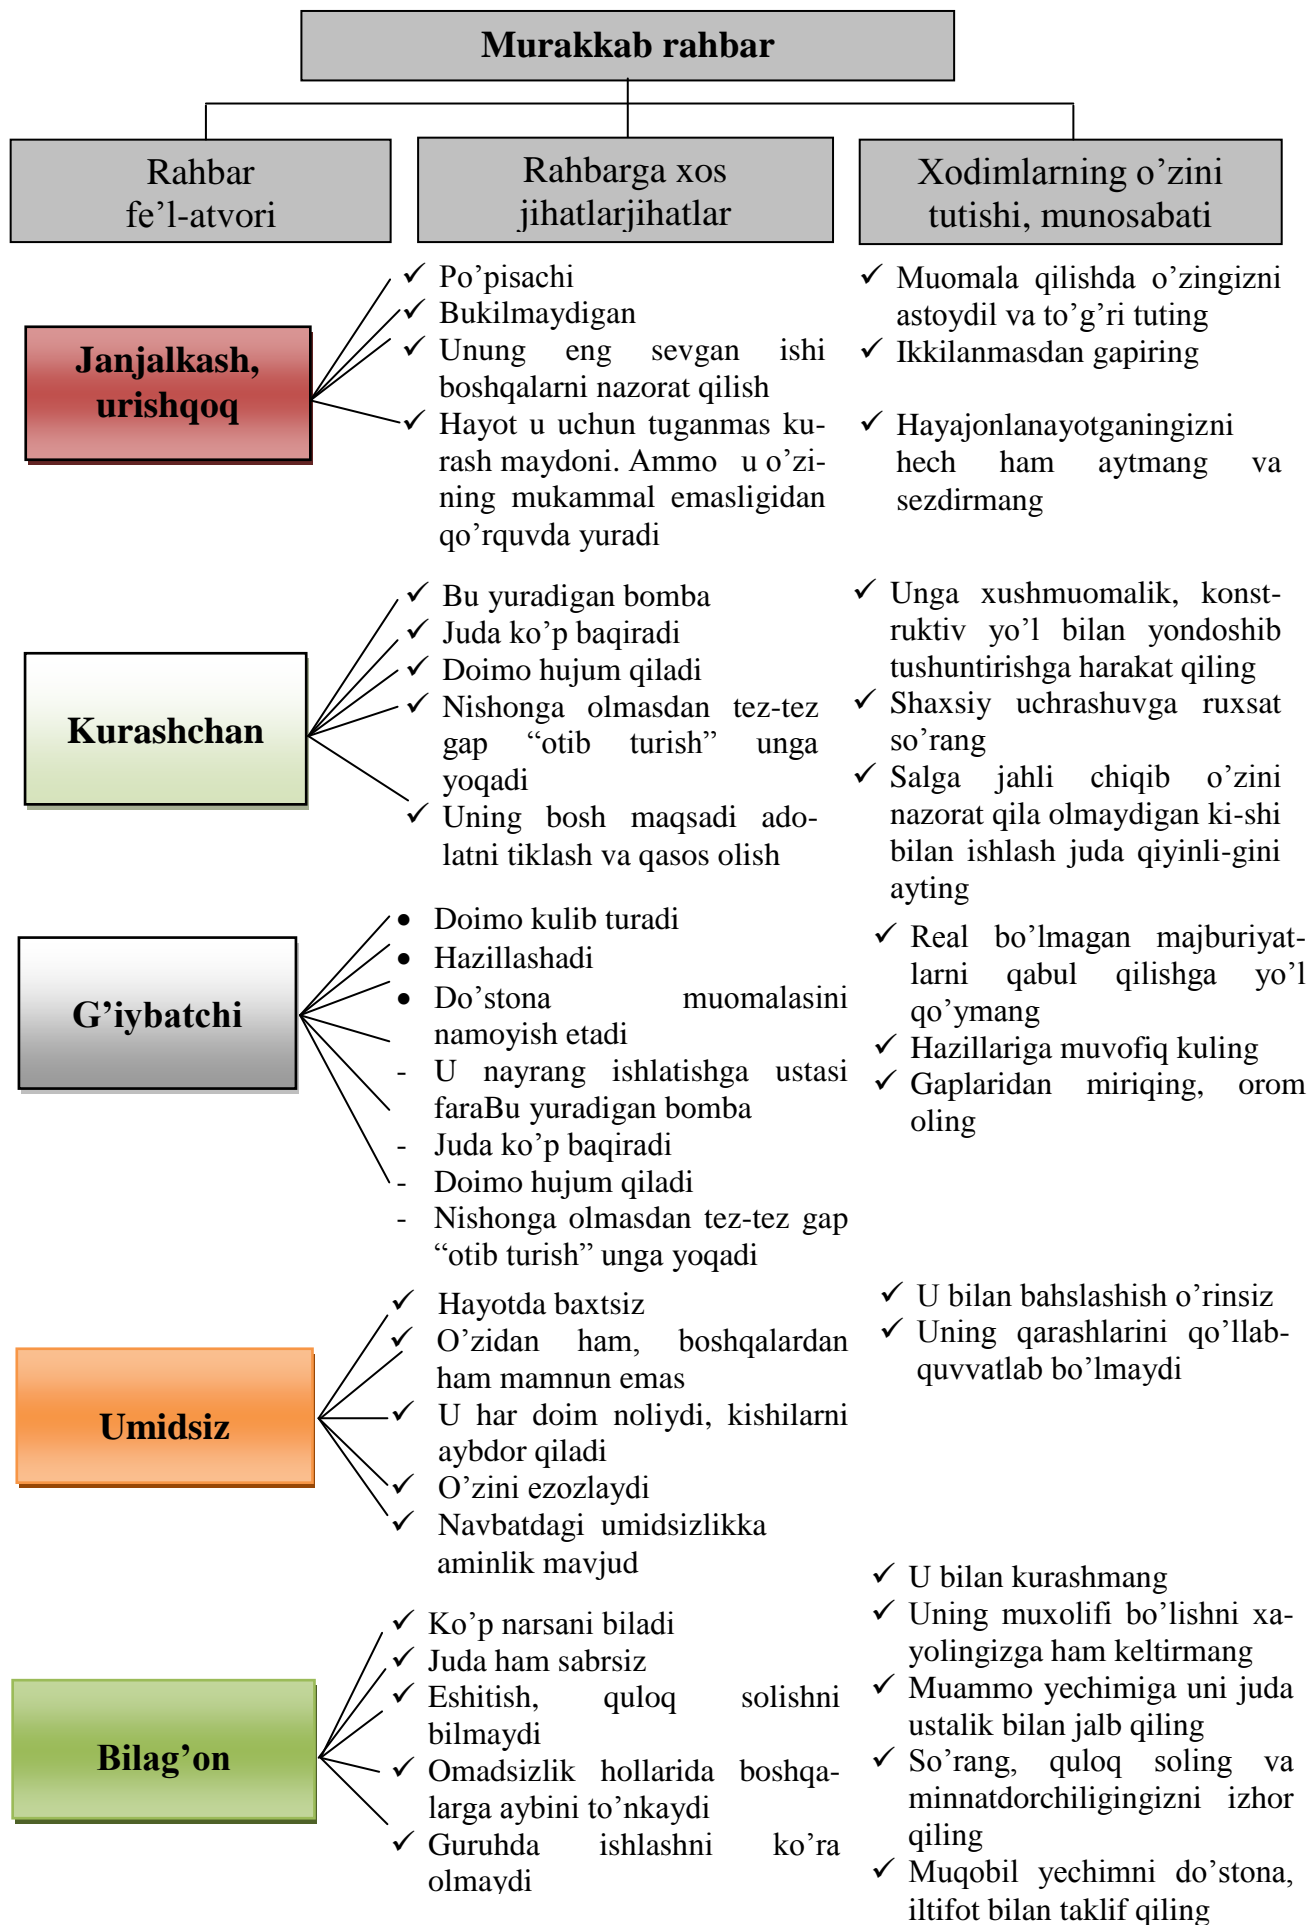 Murakkab rahbar
Rahbar
fe’l-atvori
Rahbarga xos
jihatlarjihatlar
Xodimlarning o’zini
tutishi, munosabati
Janjalkash,
urishqoq
✓ Po’pisachi
✓ Bukilmaydigan
✓ Unung eng sevgan ishi
boshqalarni nazorat qilish
✓ Hayot u uchun tuganmas ku-
rash maydoni. Ammo u o’zi-
ning mukammal emasligidan
qo’rquvda yuradi
✓ Muomala qilishda o’zingizni
astoydil va to’g’ri tuting
✓ Ikkilanmasdan gapiring
✓ Hayajonlanayotganingizni
hech ham aytmang va
sezdirmang
Kurashchan
✓ Bu yuradigan bomba
✓ Juda ko’p baqiradi
✓ Doimo hujum qiladi
✓ Nishonga olmasdan tez-tez
gap “otib turish” unga
yoqadi
✓ Uning bosh maqsadi ado-
latni tiklash va qasos olish
✓ Unga xushmuomalik, konst-
ruktiv yo’l bilan yondoshib
tushuntirishga harakat qiling
✓ Shaxsiy uchrashuvga ruxsat
so’rang
✓ Salga jahli chiqib o’zini
nazorat qila olmaydigan ki-shi
bilan ishlash juda qiyinli-gini
ayting
G’iybatchi
• Doimo kulib turadi
• Hazillashadi
• Do’stona muomalasini
namoyish etadi
- U nayrang ishlatishga ustasi
faraBu yuradigan bomba
- Juda ko’p baqiradi
- Doimo hujum qiladi
- Nishonga olmasdan tez-tez gap
“otib turish” unga yoqadi
✓ Real bo’lmagan majburiyat-
larni qabul qilishga yo’l
qo’ymang
✓ Hazillariga muvofiq kuling
✓ Gaplaridan miriqing, orom
oling
Umidsiz
✓ Hayotda baxtsiz
✓ O’zidan ham, boshqalardan
ham mamnun emas
✓ U har doim noliydi, kishilarni
aybdor qiladi
✓ O’zini ezozlaydi
✓ Navbatdagi umidsizlikka
aminlik mavjud
✓ U bilan bahslashish o’rinsiz
✓ Uning qarashlarini qo’llab-
quvvatlab bo’lmaydi
Bilag’on
✓ Ko’p narsani biladi
✓ Juda ham sabrsiz
✓ Eshitish, quloq solishni
bilmaydi
✓ Omadsizlik hollarida boshqa-
larga aybini to’nkaydi
✓ Guruhda ishlashni ko’ra
olmaydi
✓ U bilan kurashmang
✓ Uning muxolifi bo’lishni xa-
yolingizga ham keltirmang
✓ Muammo yechimiga uni juda
ustalik bilan jalb qiling
✓ So’rang, quloq soling va
minnatdorchiligingizni izhor
qiling
✓ Muqobil yechimni do’stona,
iltifot bilan taklif qiling